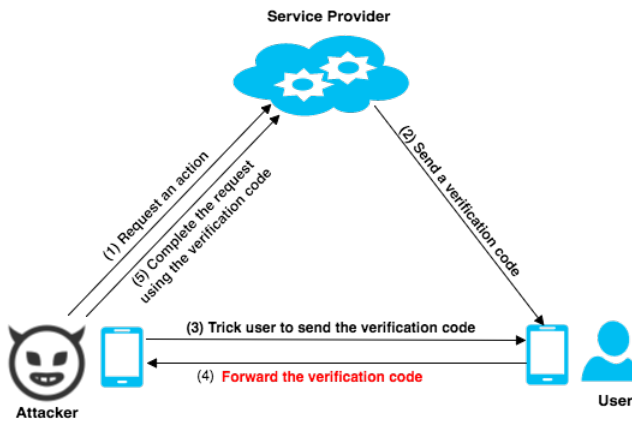 Service Provider
(1) Request an action
(5) Complete the request
using the verification code
(2) Send a verification
code
(3) Trick user to send the verification code
(4) Forward the verification code
Attacker
User